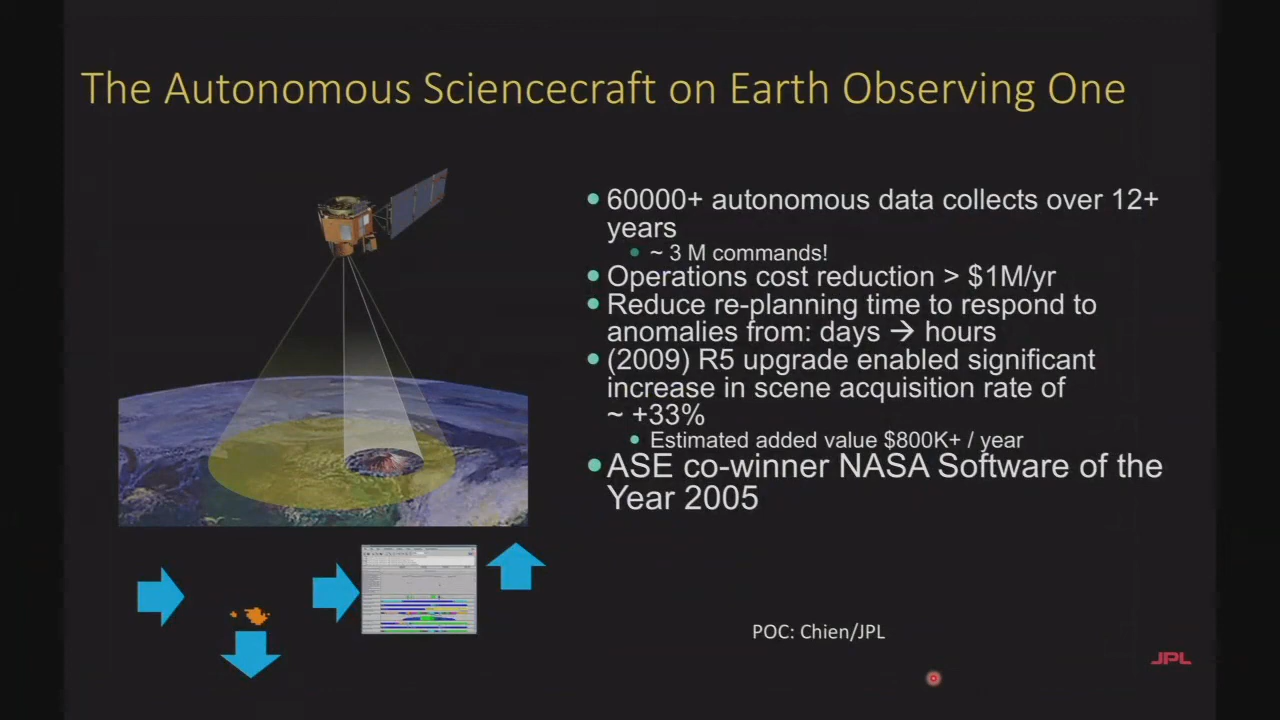 The Autonomous Sciencecraft on Earth Observing One
• 60000+ autonomous data collects over 12+
years
• ~ 3 M commands!
• Operations cost reduction > $1M/yr
• Reduce re-planning time to respond to
anomalies from: days → hours
• (2009) R5 upgrade enabled significant
increase in scene acquisition rate of
~ +33%
• Estimated added value $800K+ / year
• ASE co-winner NASA Software of the
Year 2005
POC: Chien/JPL
JPL